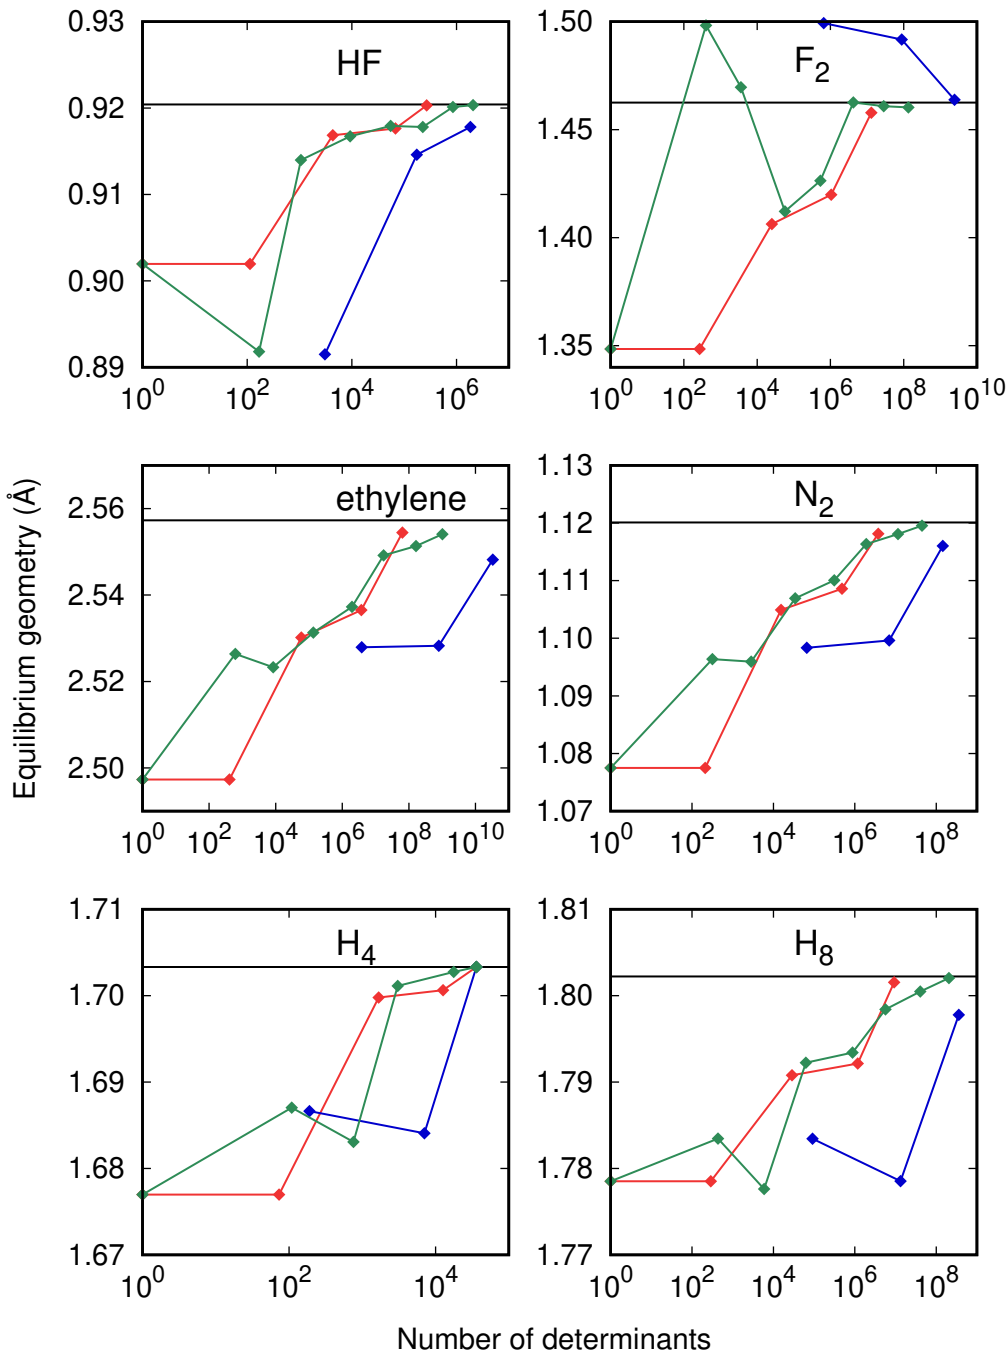 0.93
0.92
0.91
0.90
0.89
HF
10^0 10^2 10^4 10^6
1.50
1.45
1.40
1.35
F_2
10^0 10^2 10^4 10^6 10^8 10^10
Equilibrium geometry (Å)
2.56
2.54
2.52
2.50
ethylene
10^0 10^2 10^4 10^6 10^8 10^10
1.13
1.12
1.11
1.10
1.09
1.08
1.07
N_2
10^0 10^2 10^4 10^6 10^8
1.71
1.70
1.69
1.68
1.67
H_4
10^0 10^2 10^4
1.81
1.80
1.79
1.78
1.77
H_8
10^0 10^2 10^4 10^6 10^8
Number of determinants